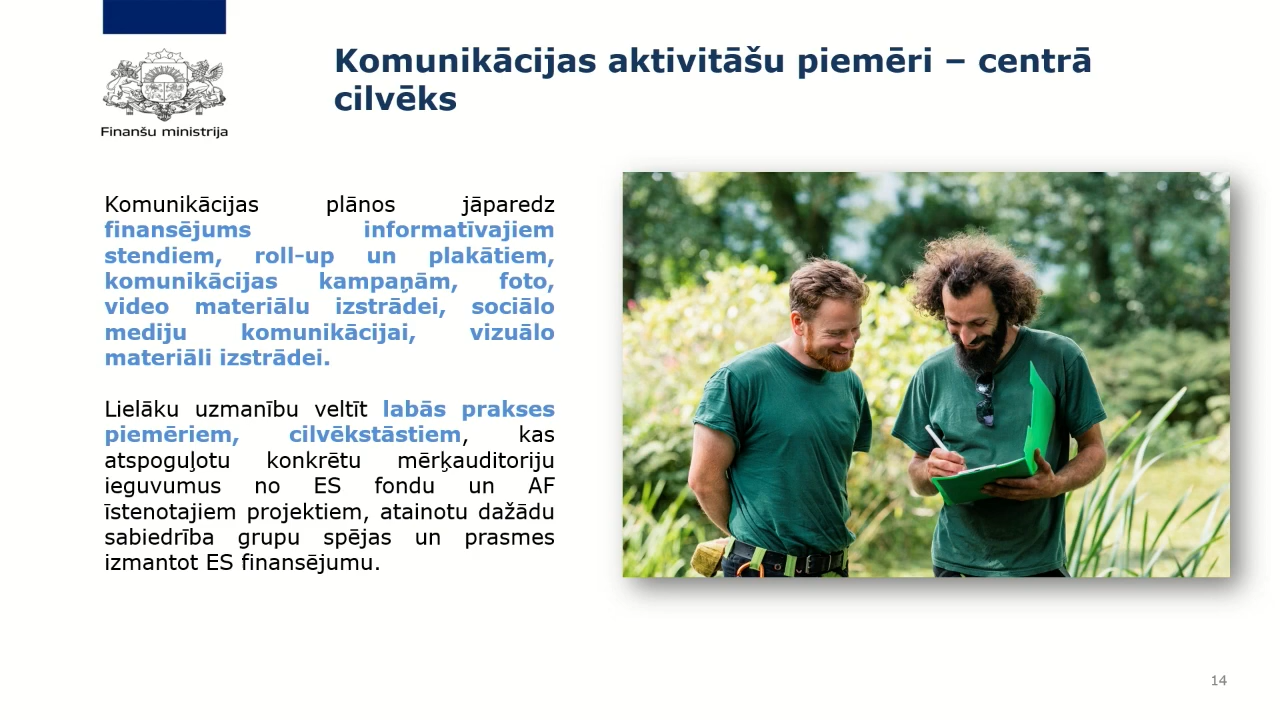 Komunikācijas aktivitāšu piemēri – centrā
cilvēks
Finanšu ministrija
Komunikācijas plānos jāparedz
finansējums informatīvajiem
stendiem, roll-up un plakātiem,
komunikācijas kampaņām, foto,
video materiālu izstrādei, sociālo
mediju komunikācijai, vizuālo
materiāli izstrādei.
Lielāku uzmanību veltīt labās prakses
piemēriem, cilvēkstāstiem, kas
atspoguļotu konkrētu mērķauditoriju
ieguvumus no ES fondu un AF
īstenotajiem projektiem, atainotu dažādu
sabiedrība grupu spējas un prasmes
izmantot ES finansējumu.
14